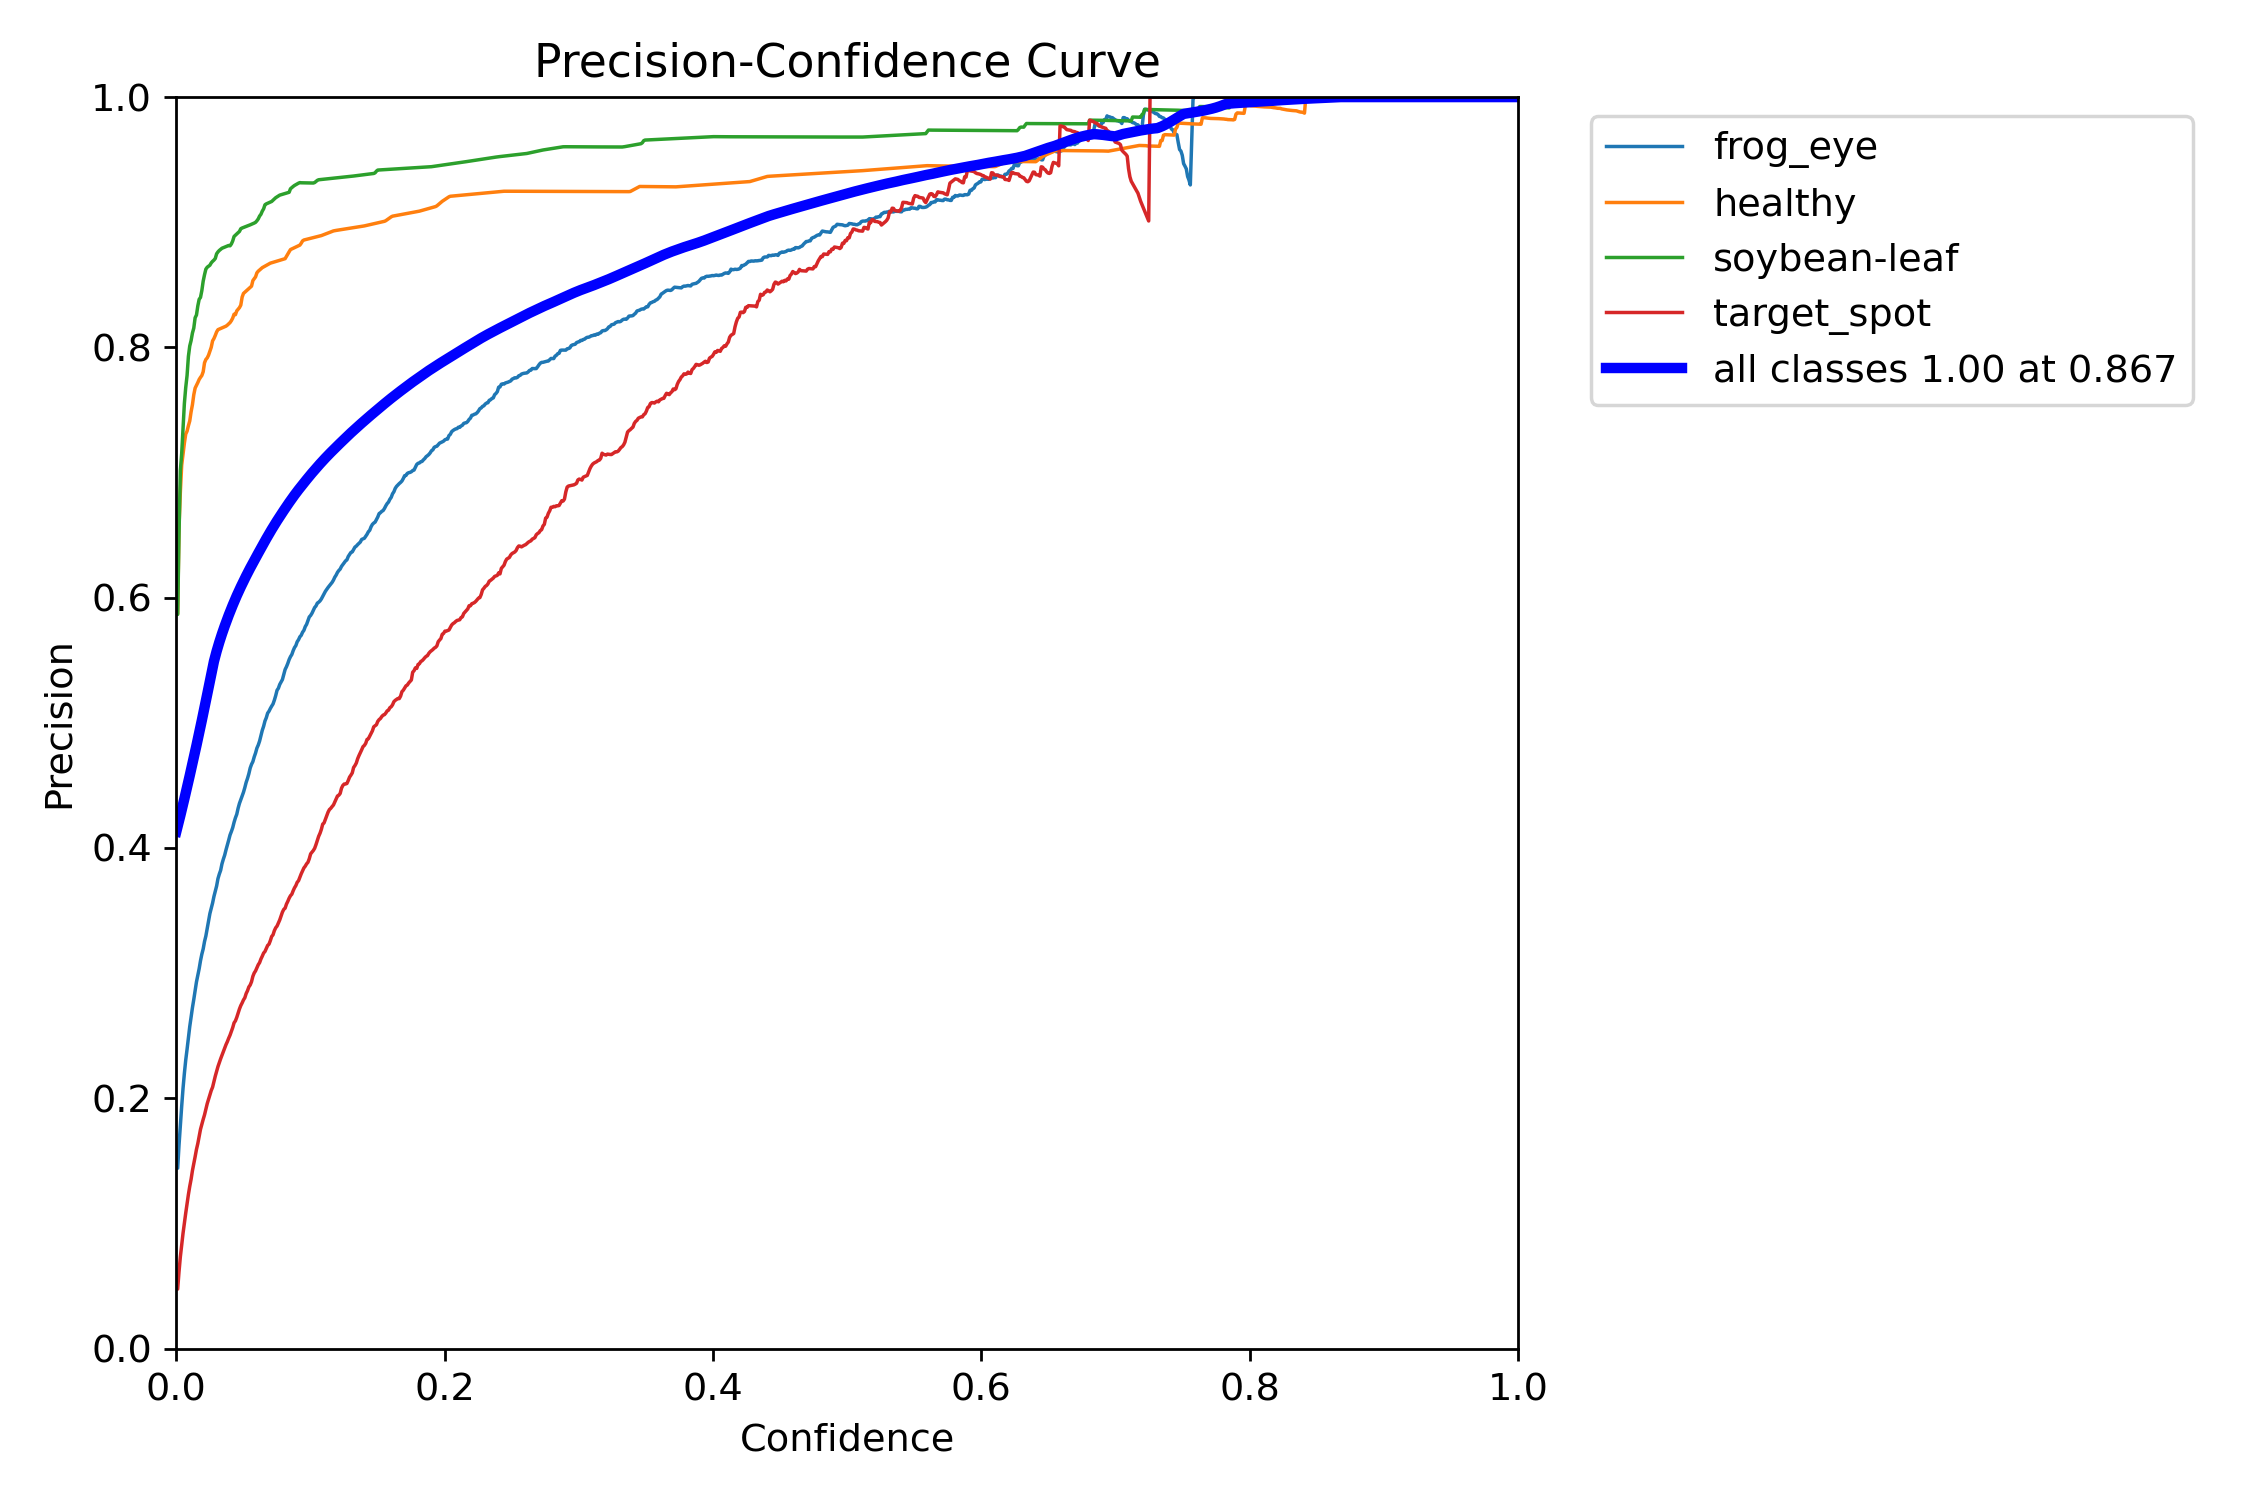 Precision-Confidence Curve
1.0
0.8
0.6
0.4
0.2
0.0
Precision
0.0 0.2 0.4 0.6 0.8 1.0
Confidence
frog_eye
healthy
soybean-leaf
target_spot
all classes 1.00 at 0.867